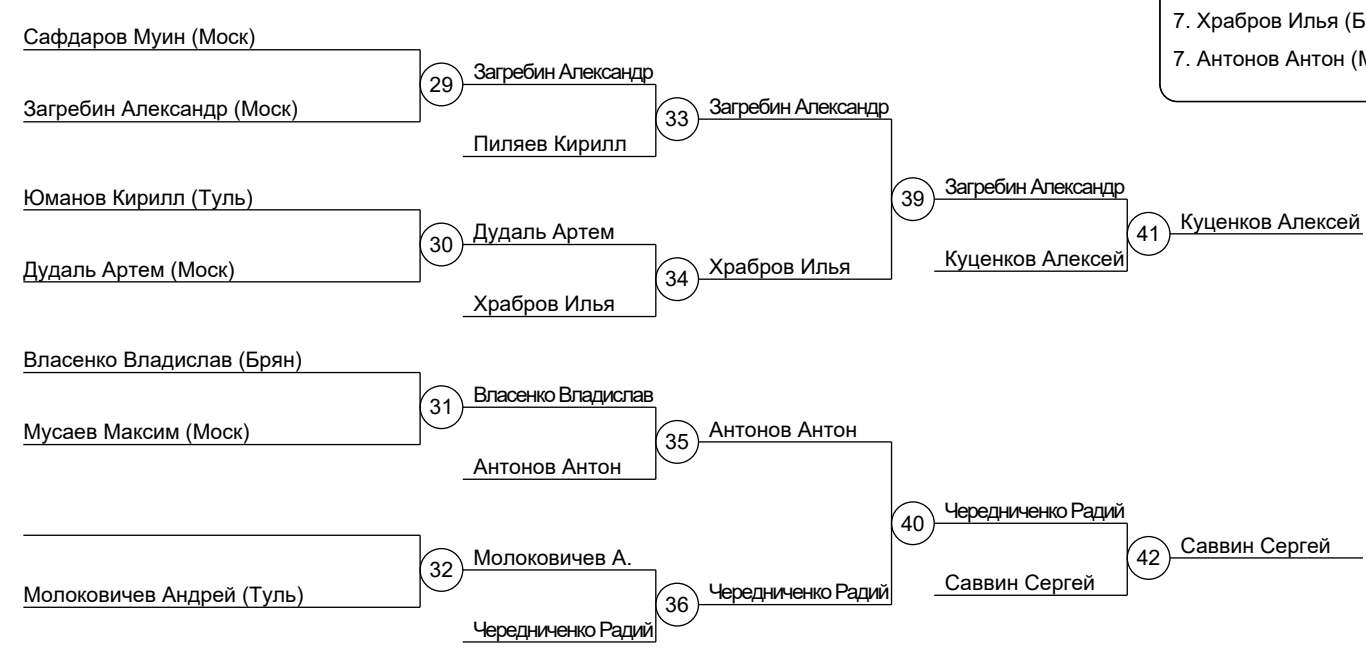 7. Храбров Илья (Б
7. Антонов Антон (М
Сафдаров Муин (Моск)
Загребин Александр (Моск)
29
Загребин Александр
Пиляев Кирилл
33
Загребин Александр
Юманов Кирилл (Туль)
Дудаль Артем (Моск)
30
Дудаль Артем
Храбров Илья
34
Храбров Илья
39
Загребин Александр
Куценков Алексей
41
Куценков Алексей
Власенко Владислав (Брян)
Мусаев Максим (Моск)
31
Власенко Владислав
Антонов Антон
35
Антонов Антон
Молоковичев Андрей (Туль)
32
Молоковичев А.
Чередниченко Радий
36
Чередниченко Радий
40
Чередниченко Радий
Саввин Сергей
42
Саввин Сергей